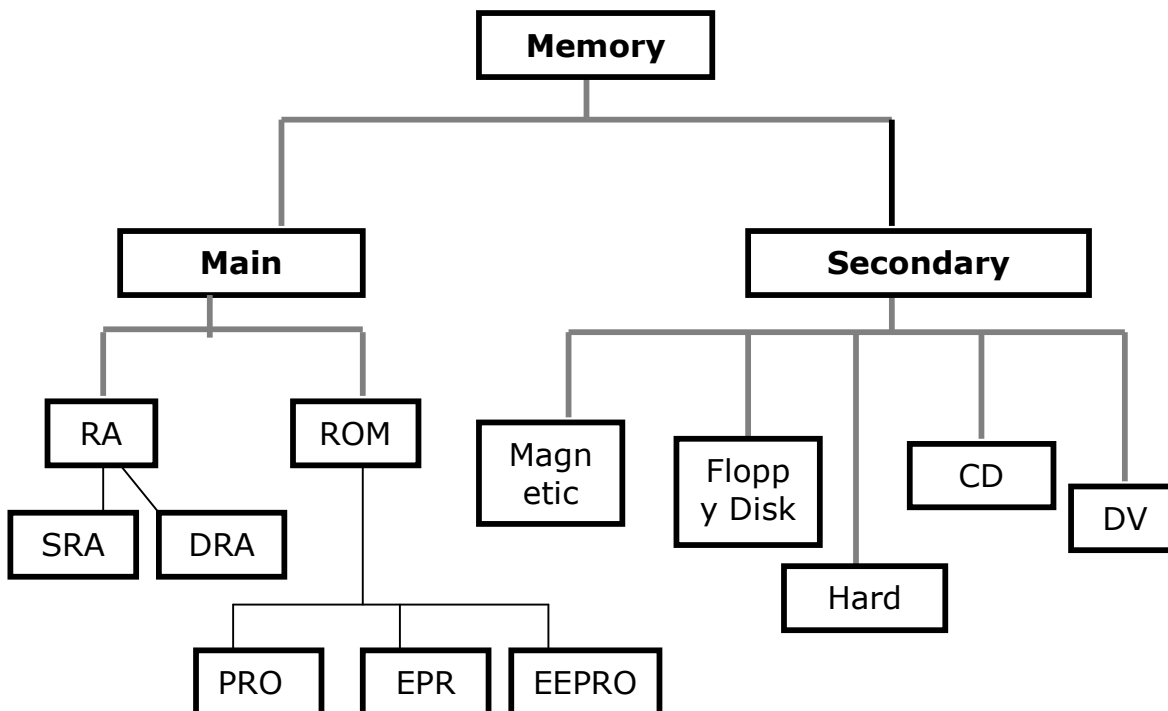 Memory
Main
Secondary
RA
ROM
Magn
etic
Flopp
y Disk
CD
DV
SRA
DRA
Hard
PRO
EPR
EEPRO